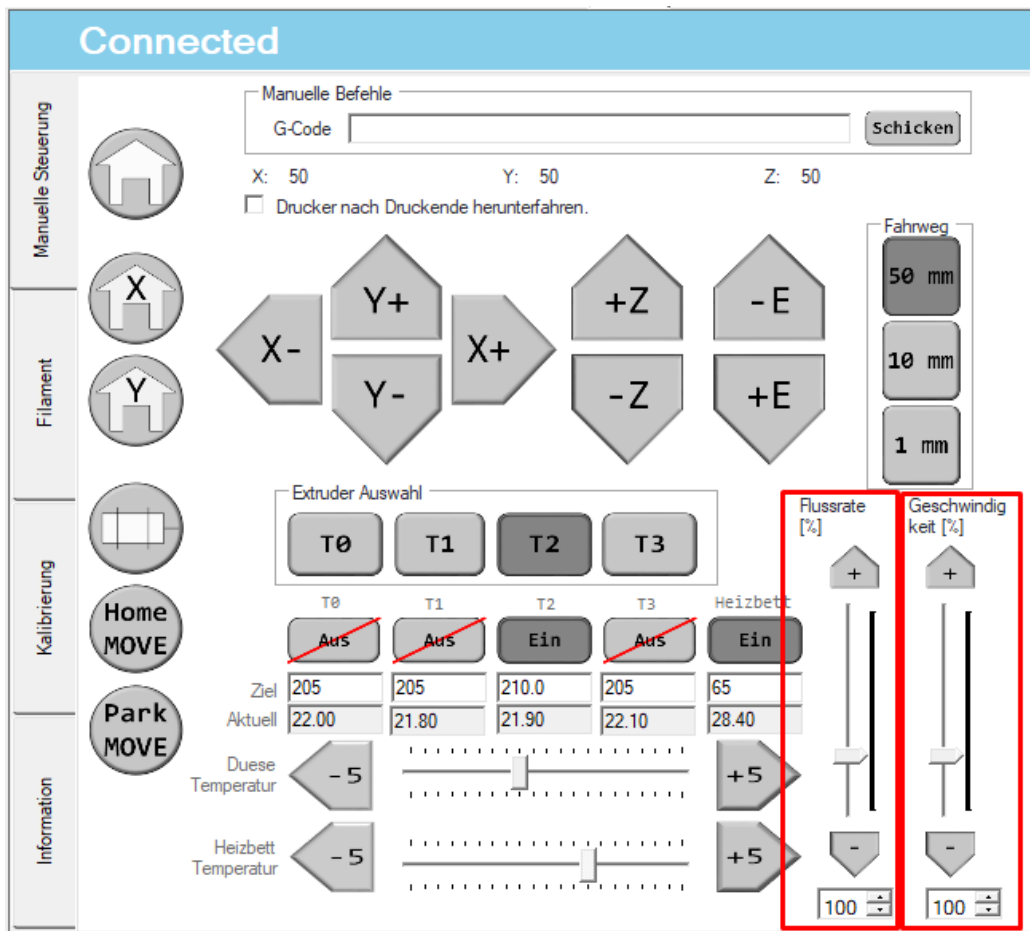 Connected
Manuelle Steuerung
Filament
Kalibrierung
Information
Manuelle Befehle
G-Code
Schicken
X: 50 Y: 50 Z: 50
Drucker nach Druckende herunterfahren.
X
Y
Home
MOVE
Park
MOVE
X-
Y+
Y-
X+
+Z
-Z
-E
+E
Fahrweg
50 mm
10 mm
1 mm
Extruder Auswahl
T0 T1 T2 T3
T0 T1 T2 T3 Heizbett
Aus Aus Ein Aus Ein
Ziel 205 205 210.0 205 65
Aktuell 22.00 21.80 21.90 22.10 28.40
Duese
Temperatur
-5 +5
Heizbett
Temperatur
-5 +5
Flussrate
[%]
+
-
100
Geschwindig
keit [%]
+
-
100